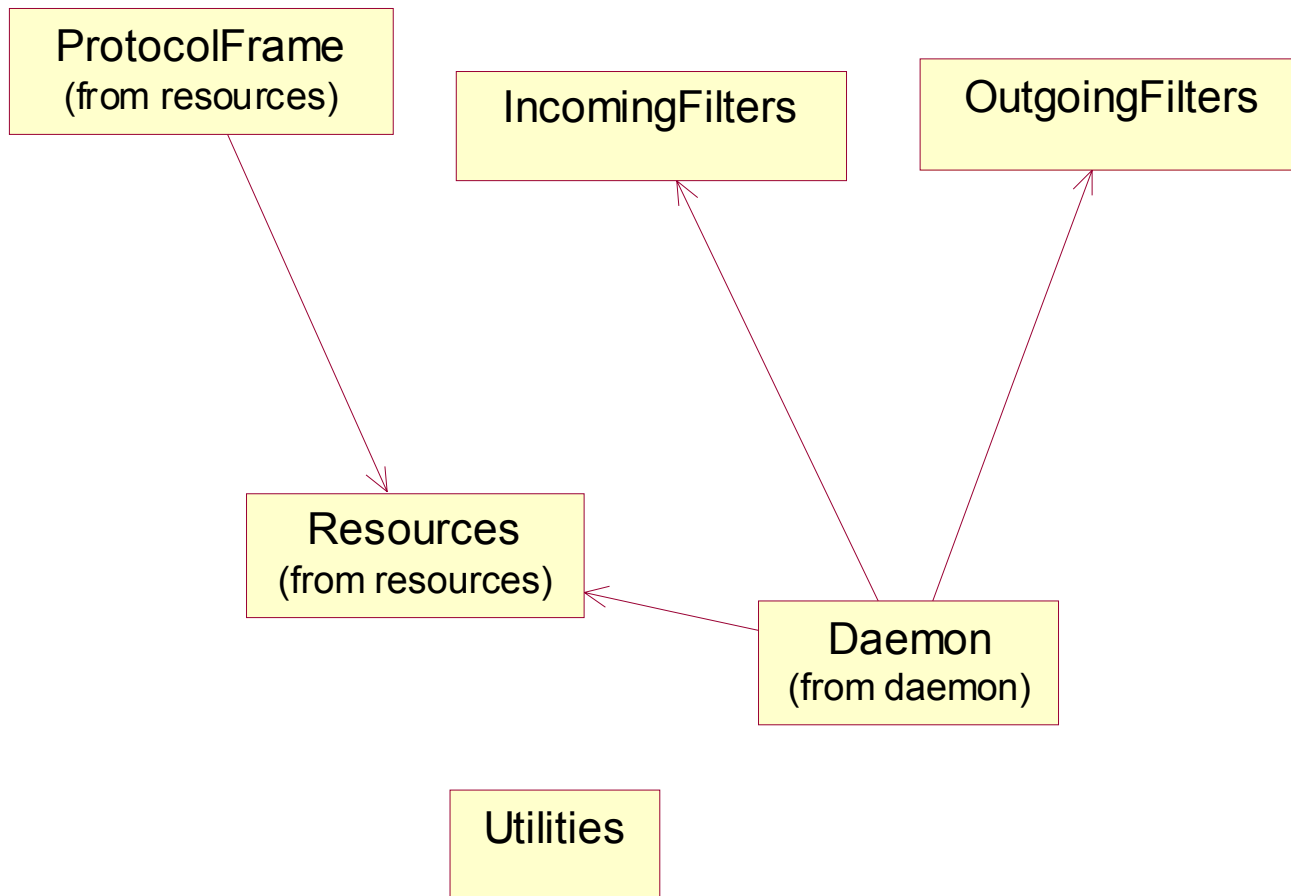 ProtocolFrame
(from resources)
IncomingFilters
OutgoingFilters
Resources
(from resources)
Daemon
(from daemon)
Utilities